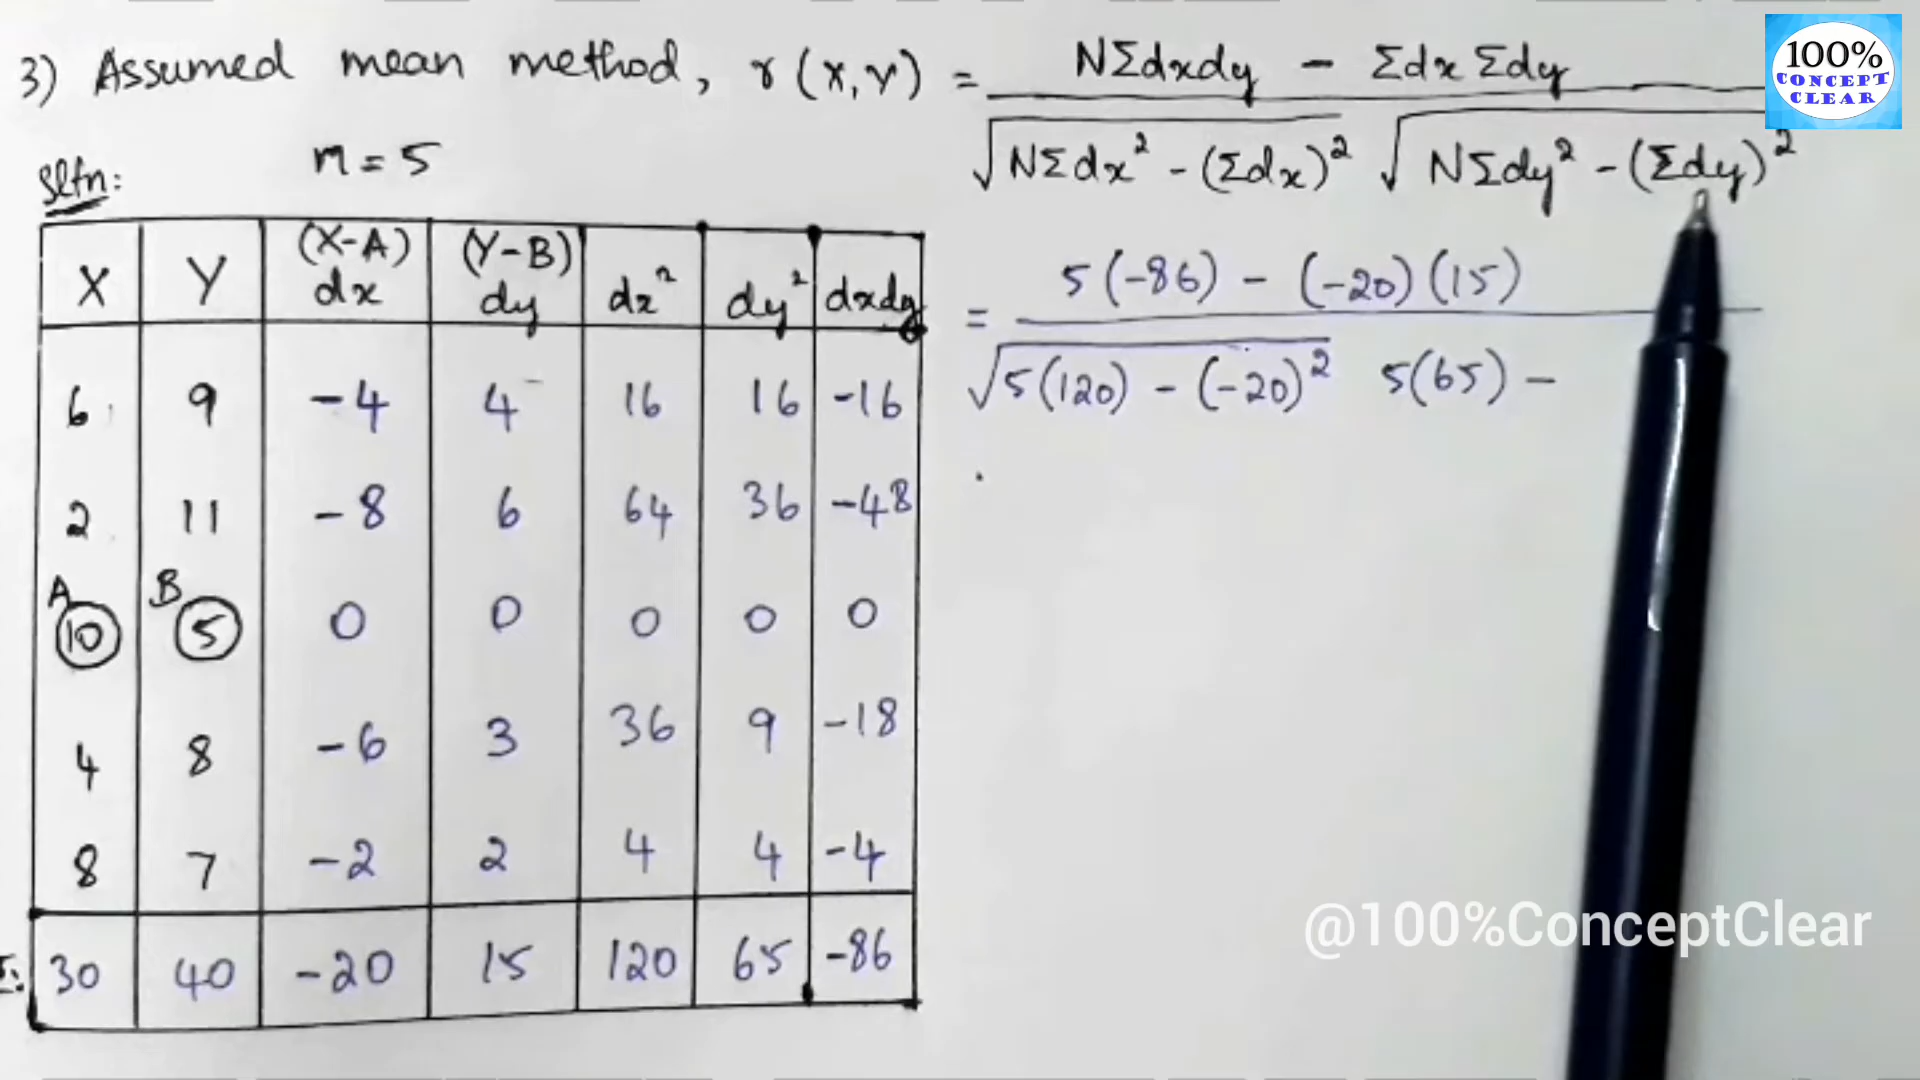 3) Assumed mean method, r(X,Y) = NΣdxdy - Σdx Σdy
√NΣdx² - (Σdx)² √NΣdy² - (Σdy)²
n = 5
Sltn:
X Y (X-A) dx (Y-B) dy dx² dy² dxdy
6 9 -4 4 16 16 -16
2 11 -8 6 64 36 -48
A 10 B 5 0 0 0 0 0
4 8 -6 3 36 9 -18
8 7 -2 2 4 4 -4
30 40 -20 15 120 65 -86
= 5(-86) - (-20)(15)
√5(120) - (-20)² 5(65) -
100%
CONCEPT
CLEAR
@100%ConceptClear